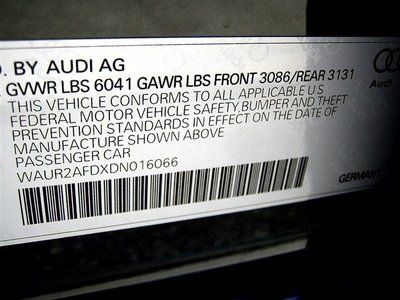 D. BY AUDI AG
GVWR LBS 6041 GAWR LBS FRONT 3086/REAR 3131
THIS VEHICLE CONFORMS TO ALL APPLICABLE U.S
FEDERAL MOTOR VEHICLE SAFETY, BUMPER AND THEFT
PREVENTION STANDARDS IN EFFECT ON THE DATE OF
MANUFACTURE SHOWN ABOVE
PASSENGER CAR
WAUR2AFDXDN016066
Audi
GERMANY